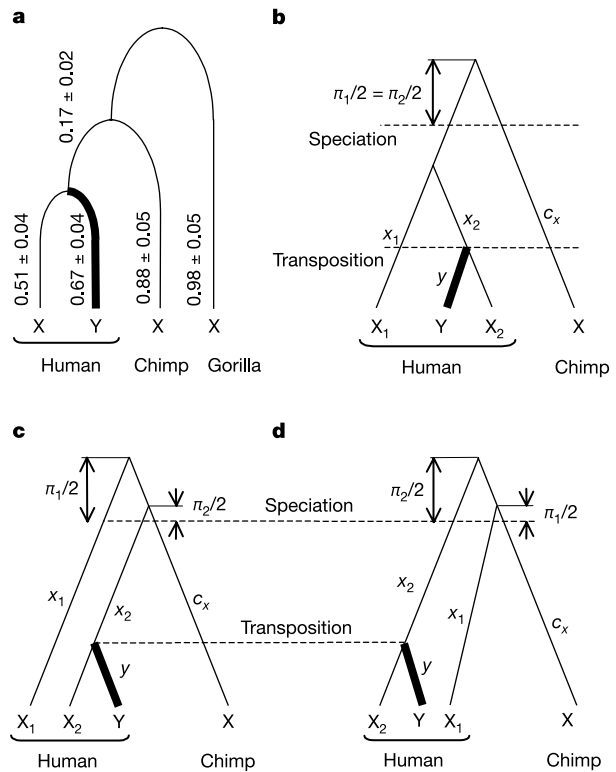 a
0.17 ± 0.02
0.51 ± 0.04
0.67 ± 0.04
0.88 ± 0.05
0.98 ± 0.05
X Y X X
Human Chimp Gorilla
b
π₁/2 = π₂/2
Speciation
x₁ x₂ cₓ
Transposition
y
X₁ Y X₂ X
Human Chimp
c
π₁/2
π₂/2
Speciation
x₁ x₂ cₓ
Transposition
y
X₁ X₂ Y X
Human Chimp
d
π₂/2
π₁/2
x₂ x₁ cₓ
y
X₂ Y X₁ X
Human Chimp